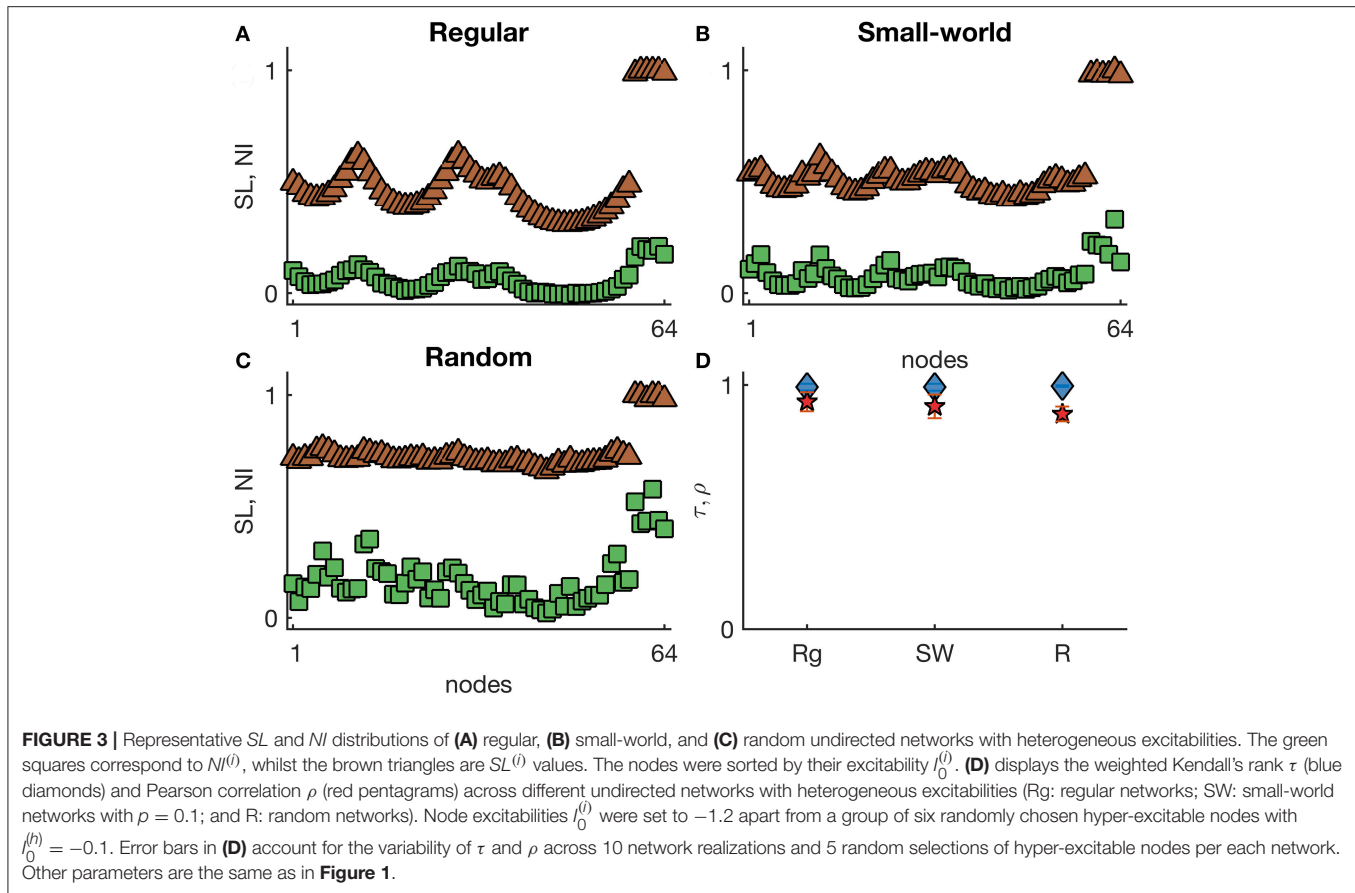 A Regular
B Small-world
1
SL, NI
0
1 64
1 64
nodes
C Random
D
1
SL, NI
0
1 64
nodes
1
τ, ρ
0
Rg SW R
FIGURE 3 | Representative SL and NI distributions of (A) regular, (B) small-world, and (C) random undirected networks with heterogeneous excitabilities. The green
squares correspond to NI^(i), whilst the brown triangles are SL^(i) values. The nodes were sorted by their excitability I_0^(i). (D) displays the weighted Kendall's rank τ (blue
diamonds) and Pearson correlation ρ (red pentagrams) across different undirected networks with heterogeneous excitabilities (Rg: regular networks; SW: small-world
networks with p = 0.1; and R: random networks). Node excitabilities I_0^(i) were set to −1.2 apart from a group of six randomly chosen hyper-excitable nodes with
I_0^(h) = −0.1. Error bars in (D) account for the variability of τ and ρ across 10 network realizations and 5 random selections of hyper-excitable nodes per each network.
Other parameters are the same as in Figure 1.